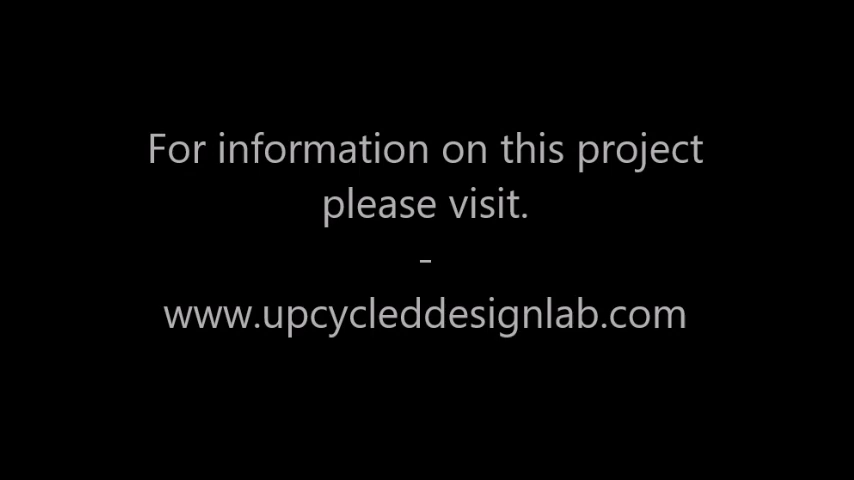 For information on this project
please visit.
-
www.upcycleddesignlab.com